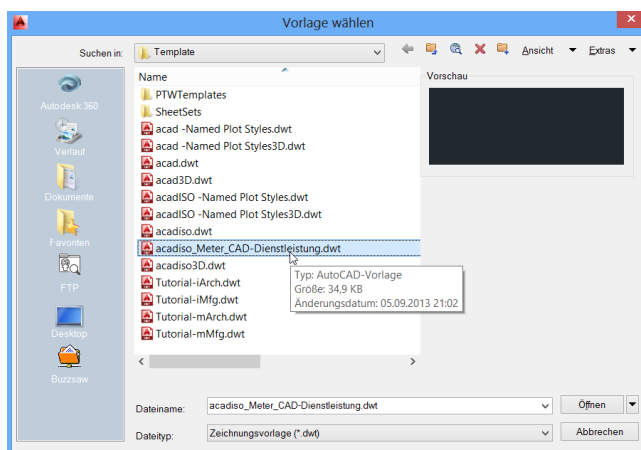 Vorlage wählen
Suchen in:
Template
Ansicht
Extras
Autodesk 360
Verlauf
Dokumente
Favoriten
FTP
Desktop
Buzzsaw
Name
PTWTemplates
SheetSets
acad -Named Plot Styles.dwt
acad -Named Plot Styles3D.dwt
acad.dwt
acad3D.dwt
acadISO -Named Plot Styles.dwt
acadISO -Named Plot Styles3D.dwt
acadiso.dwt
acadiso_Meter_CAD-Dienstleistung.dwt
acadiso3D.dwt
Tutorial-iArch.dwt
Tutorial-iMfg.dwt
Tutorial-mArch.dwt
Tutorial-mMfg.dwt
Typ: AutoCAD-Vorlage
Größe: 34,9 KB
Änderungsdatum: 05.09.2013 21:02
Vorschau
Dateiname:
acadiso_Meter_CAD-Dienstleistung.dwt
Öffnen
Dateityp:
Zeichnungsvorlage (*.dwt)
Abbrechen